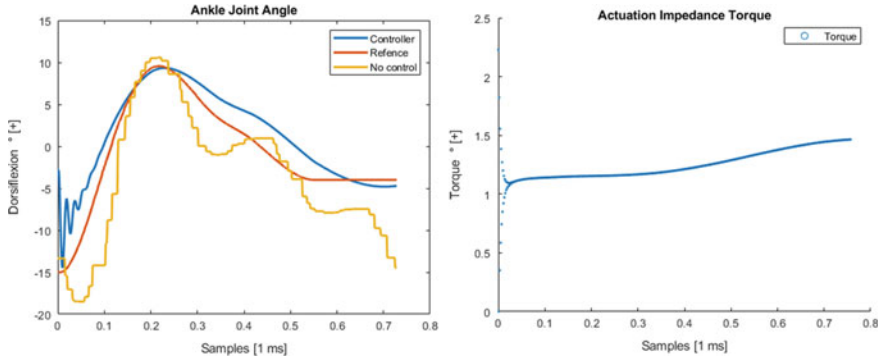 Ankle Joint Angle
Controller
Refence
No control
Dorsiflexion ° [+]
15
10
5
0
-5
-10
-15
-20
0 0.1 0.2 0.3 0.4 0.5 0.6 0.7 0.8
Samples [1 ms]
Actuation Impedance Torque
Torque
Torque ° [+]
2.5
2
1.5
1
0.5
0
0 0.1 0.2 0.3 0.4 0.5 0.6 0.7 0.8
Samples [1 ms]